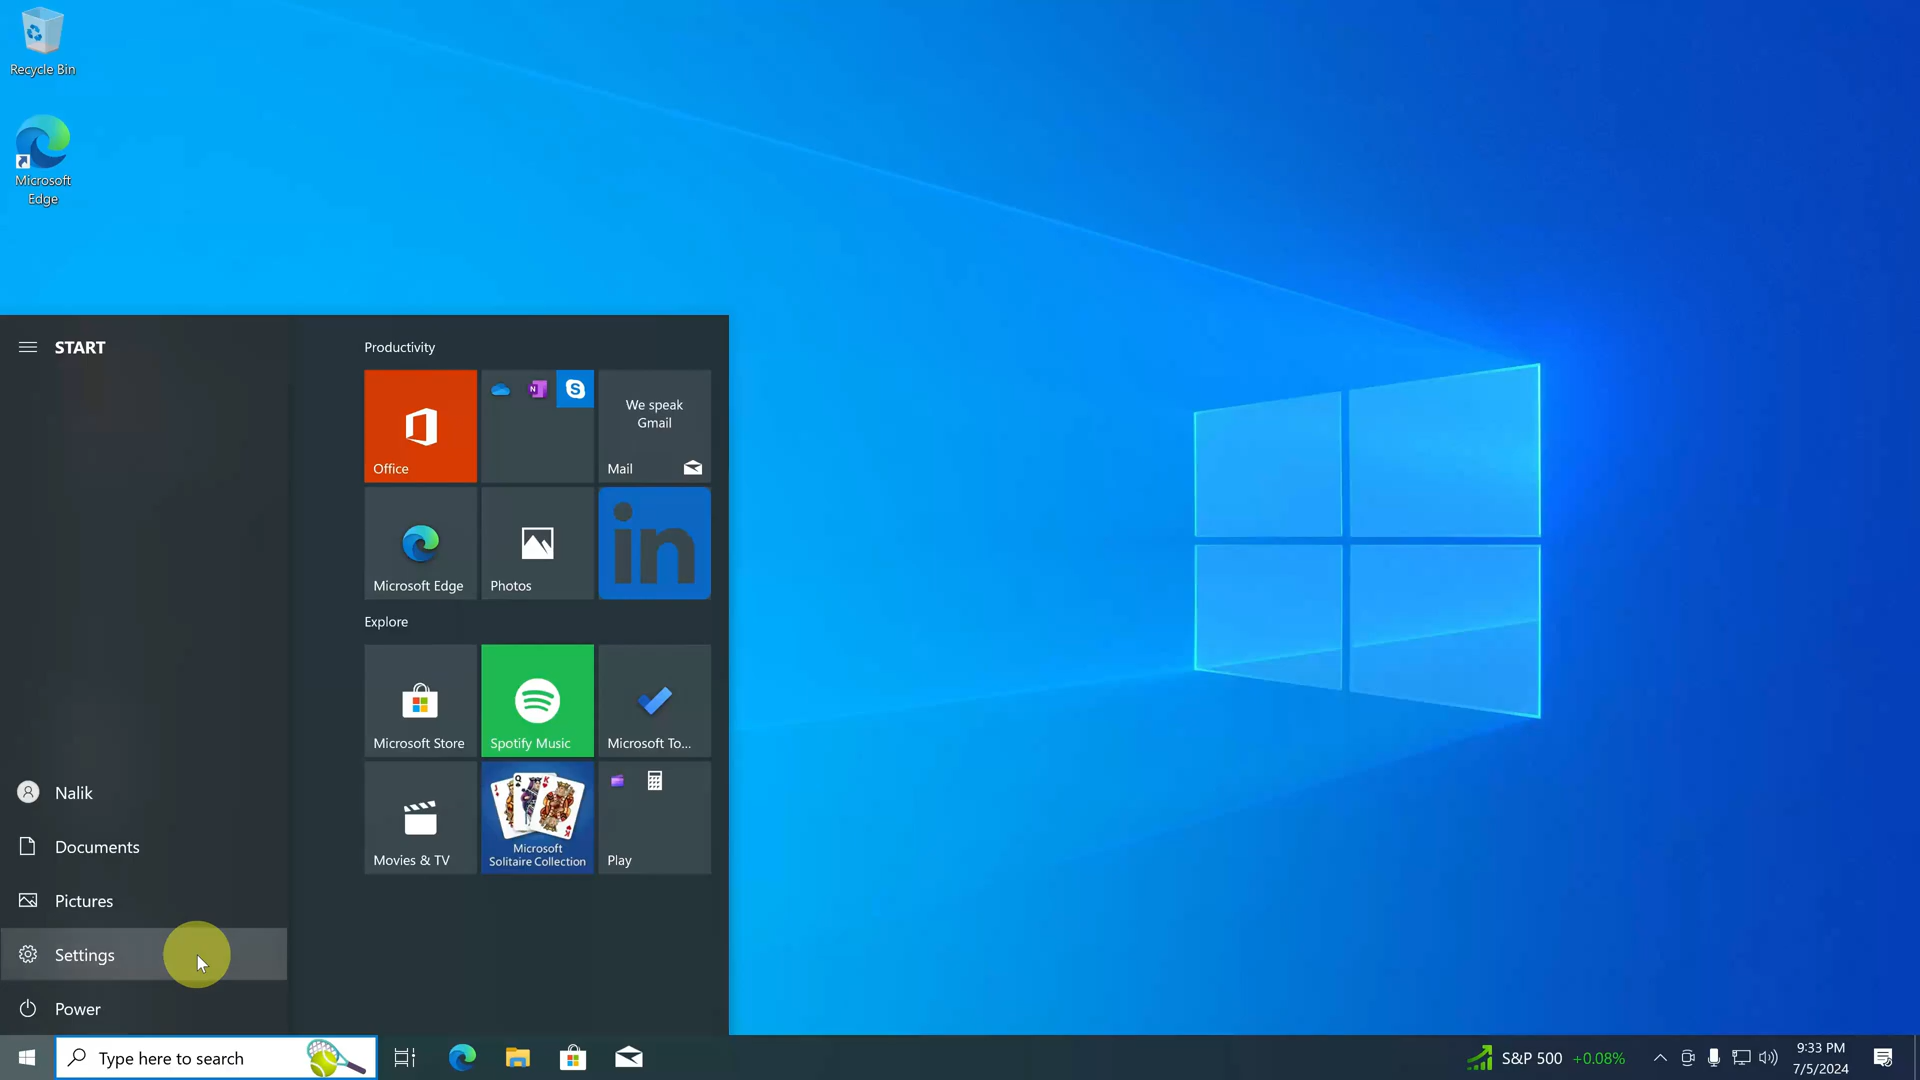 Recycle Bin
Microsoft
Edge
START
Nalik
Documents
Pictures
Settings
Power
Productivity
Office
We speak
Gmail
Mail
Microsoft Edge
Photos
in
Explore
Microsoft Store
Spotify Music
Microsoft To...
Movies & TV
Microsoft
Solitaire Collection
Play
Type here to search
S&P 500 +0.08%
9:33 PM
7/5/2024